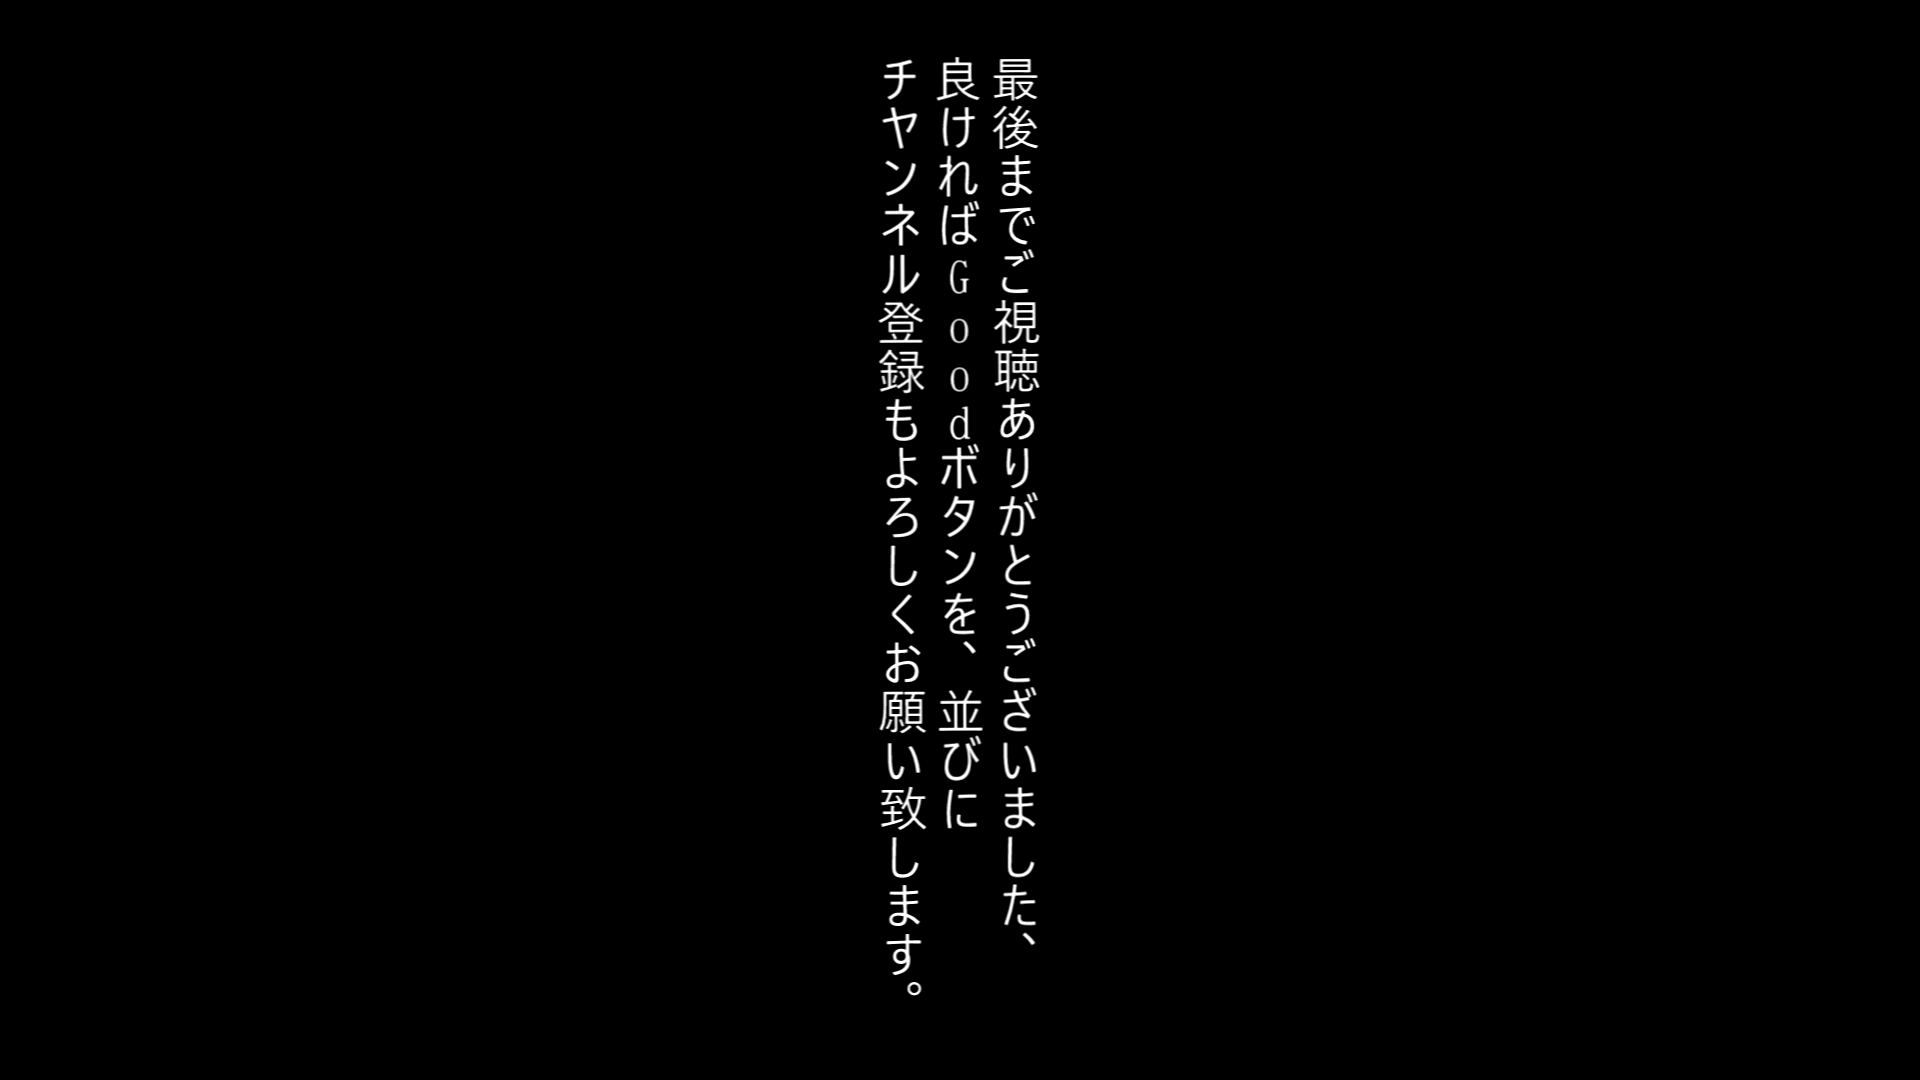 最後までご視聴ありがとうございました、
良ければGoodボタンを、並びに
チヤンネル登録もよろしくお願い致します。